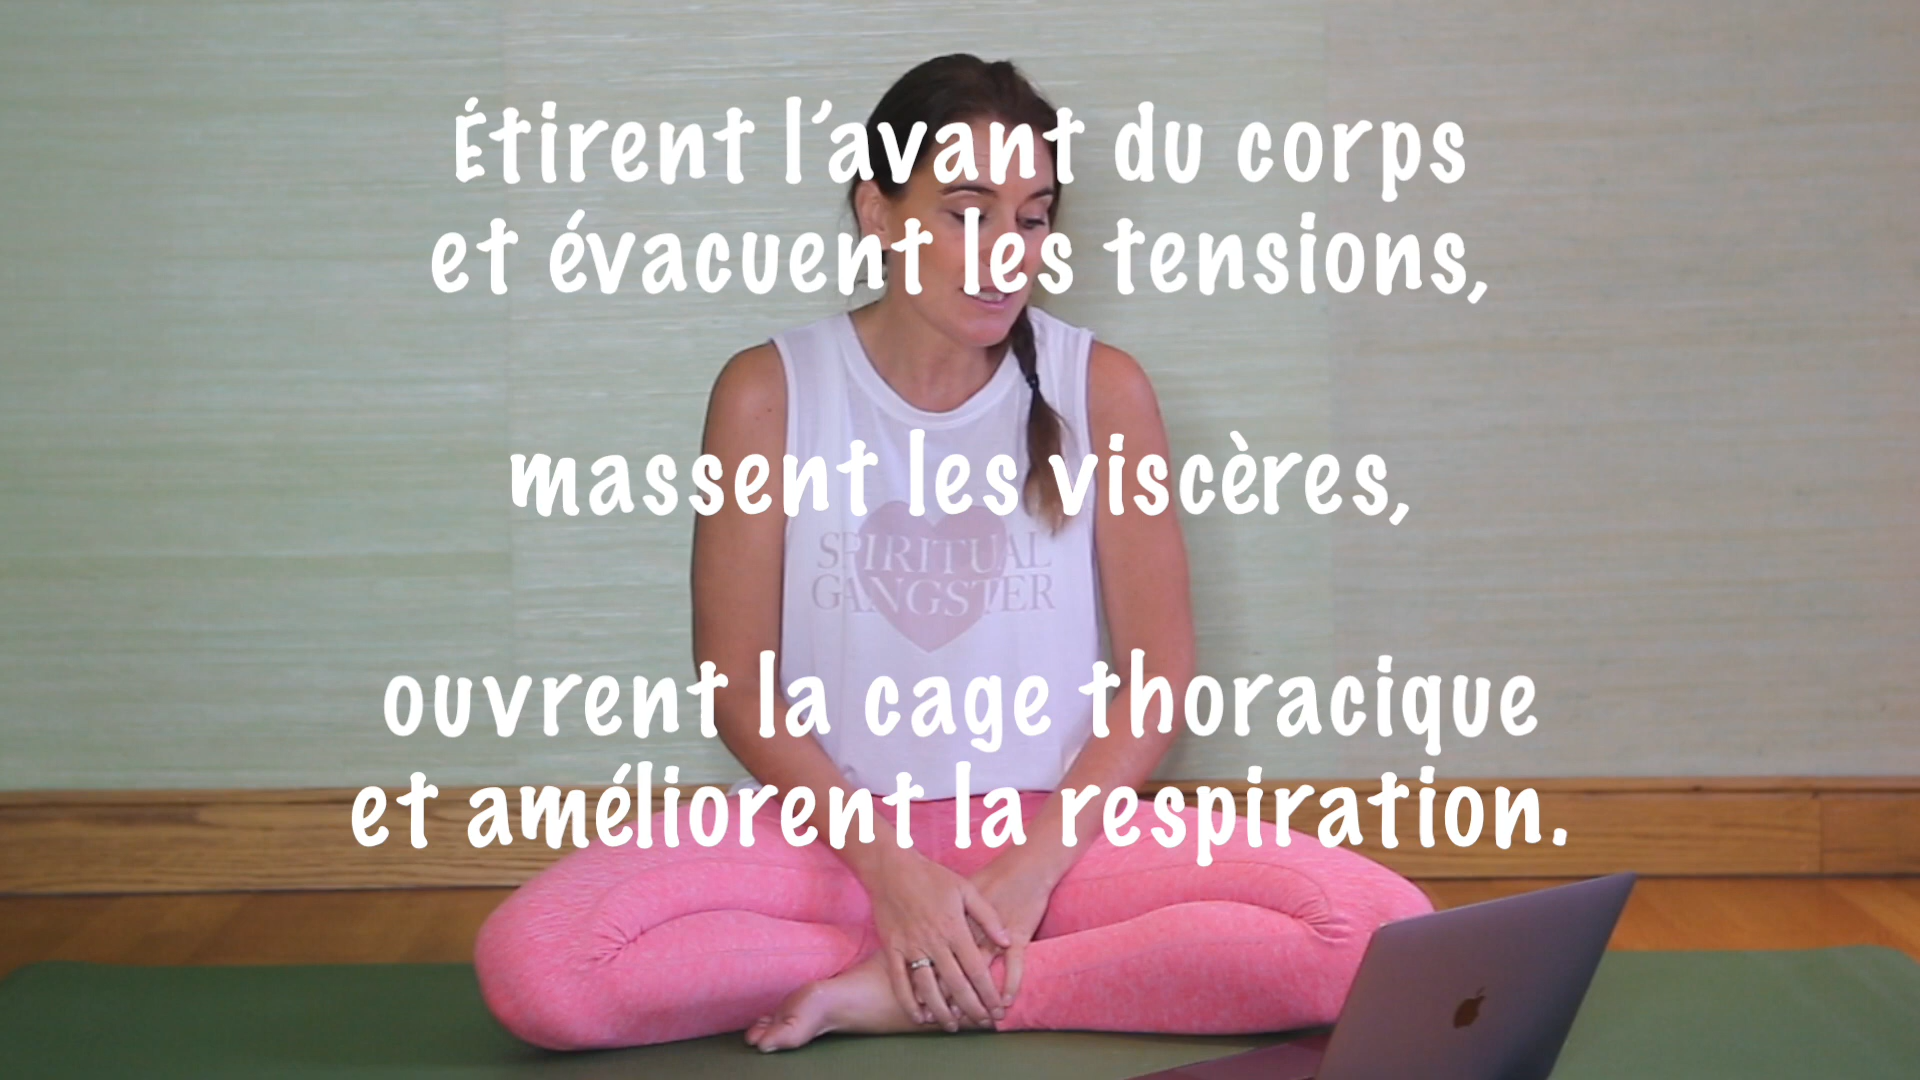 Étirent l'avant du corps
et évacuent les tensions,
massent les viscères,
SPIRITUAL
GANGSTER
ouvrent la cage thoracique
et améliorent la respiration.